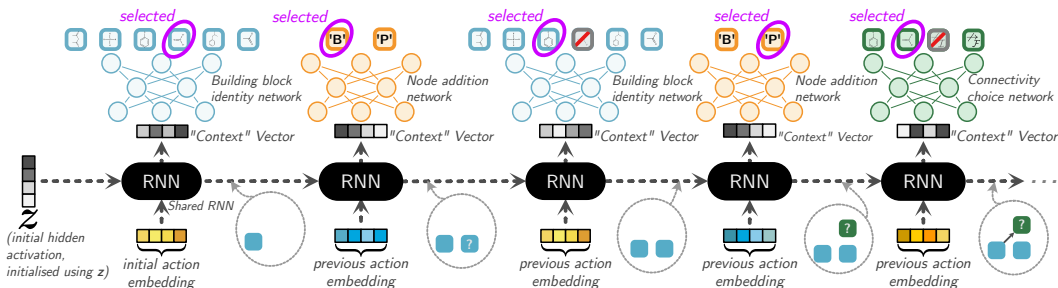 selected
selected
selected
selected
selected
'B'
'P'
'B'
'P'
Building block
identity network
Node addition
network
Building block
identity network
Node addition
network
Connectivity
choice network
"Context" Vector
"Context" Vector
"Context" Vector
"Context" Vector
"Context" Vector
RNN
RNN
RNN
RNN
RNN
Shared RNN
z
(initial hidden
activation,
initialised using z)
?
?
?
initial action
embedding
previous action
embedding
previous action
embedding
previous action
embedding
previous action
embedding